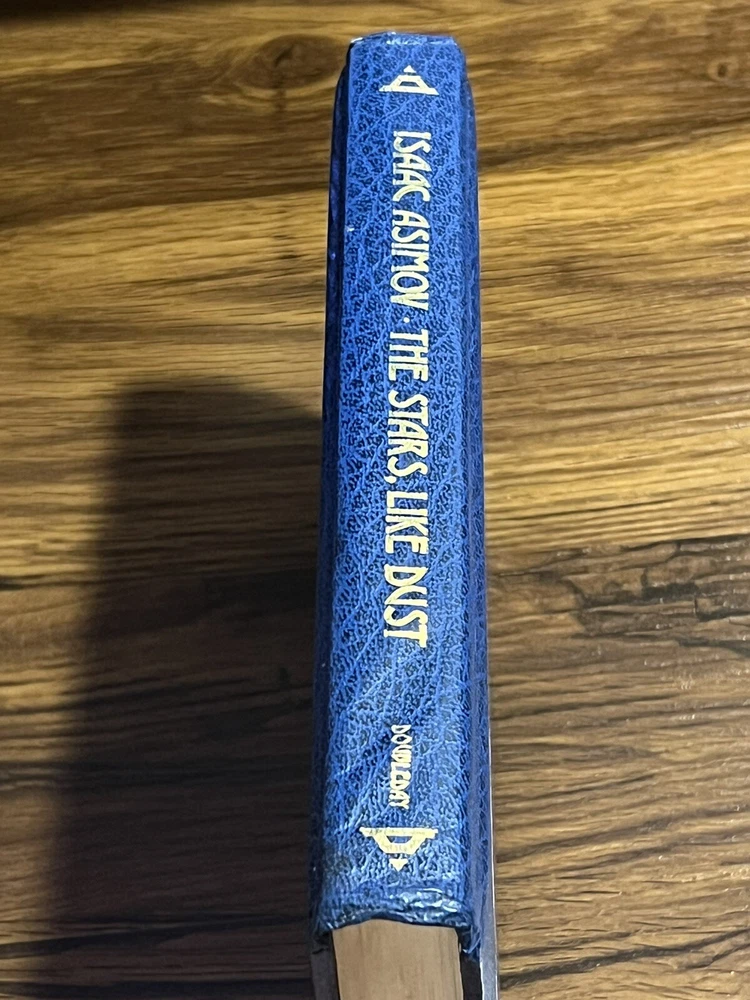 ISAAC ASIMOV · THE STARS, LIKE DUST
DOUBLEDAY